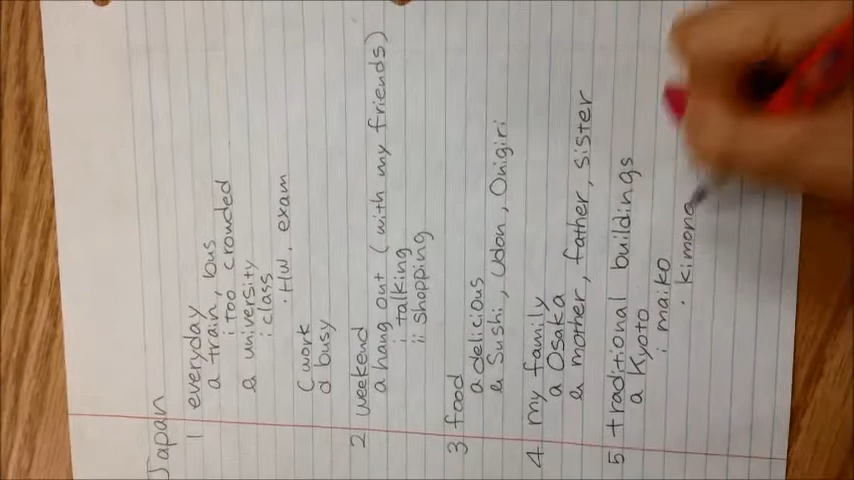 Japan
1 everyday
a train, bus
i too crowded
a university
i class
· HW, exam
C work
d busy
2 weekend
a hang out (with my friends)
i talking
ii shopping
3 food
a delicious
a Sushi, Udon, Onigiri
4 my family
a Osaka
a mother, father, sister
5 traditional buildings
a Kyoto
i maiko
· kimono